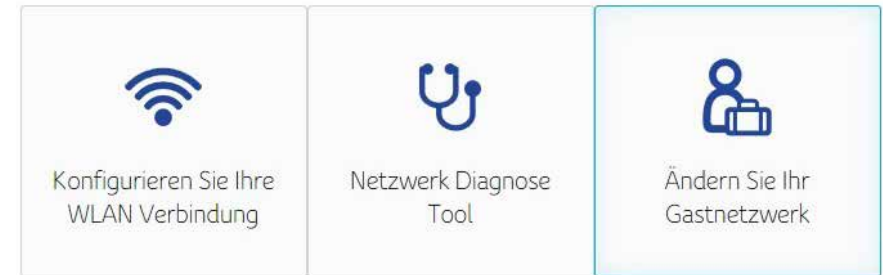 Konfigurieren Sie Ihre
WLAN Verbindung
Netzwerk Diagnose
Tool
Ändern Sie Ihr
Gastnetzwerk